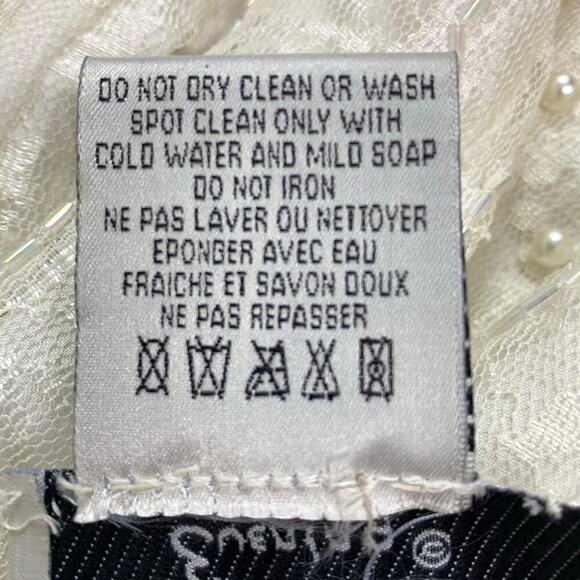 DO NOT DRY CLEAN OR WASH
SPOT CLEAN ONLY WITH
COLD WATER AND MILD SOAP
DO NOT IRON
NE PAS LAVER OU NETTOYER
EPONGER AVEC EAU
FRAICHE ET SAVON DOUX
NE PAS REPASSER